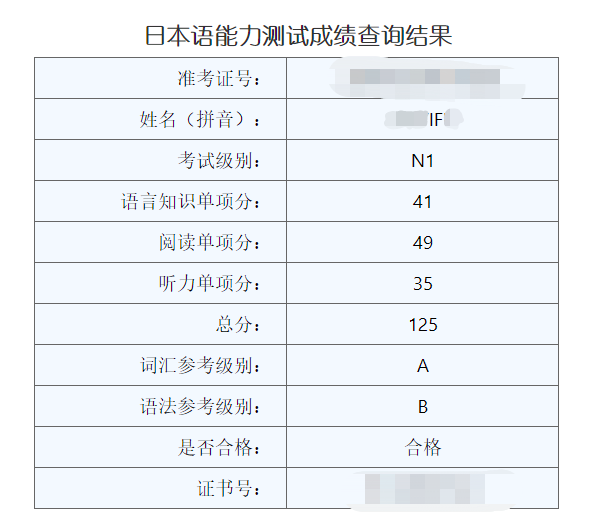 日本语能力测试成绩查询结果
准考证号：
姓名（拼音）： IF
考试级别： N1
语言知识单项分： 41
阅读单项分： 49
听力单项分： 35
总分： 125
词汇参考级别： A
语法参考级别： B
是否合格： 合格
证书号：